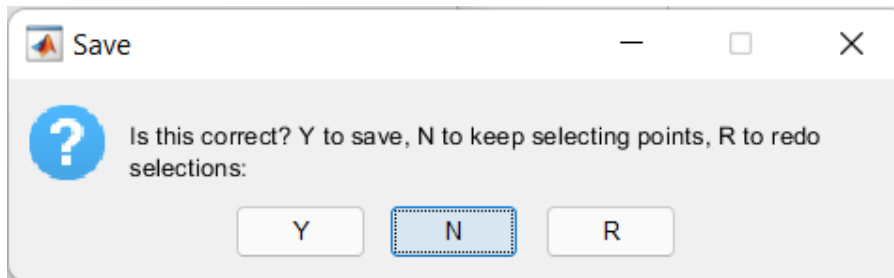 Save
Is this correct? Y to save, N to keep selecting points, R to redo
selections:
Y N R